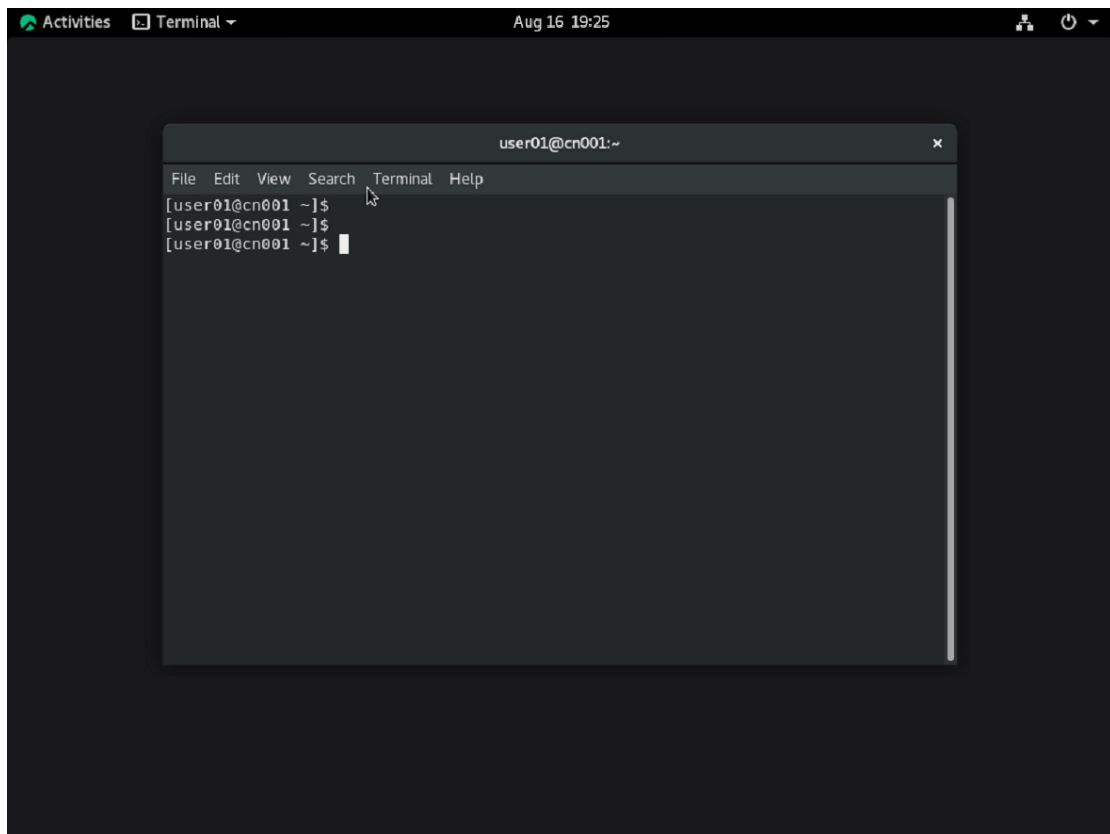 Activities Terminal Aug 16 19:25
user01@cn001:~
File Edit View Search Terminal Help
[user01@cn001 ~]$
[user01@cn001 ~]$
[user01@cn001 ~]$